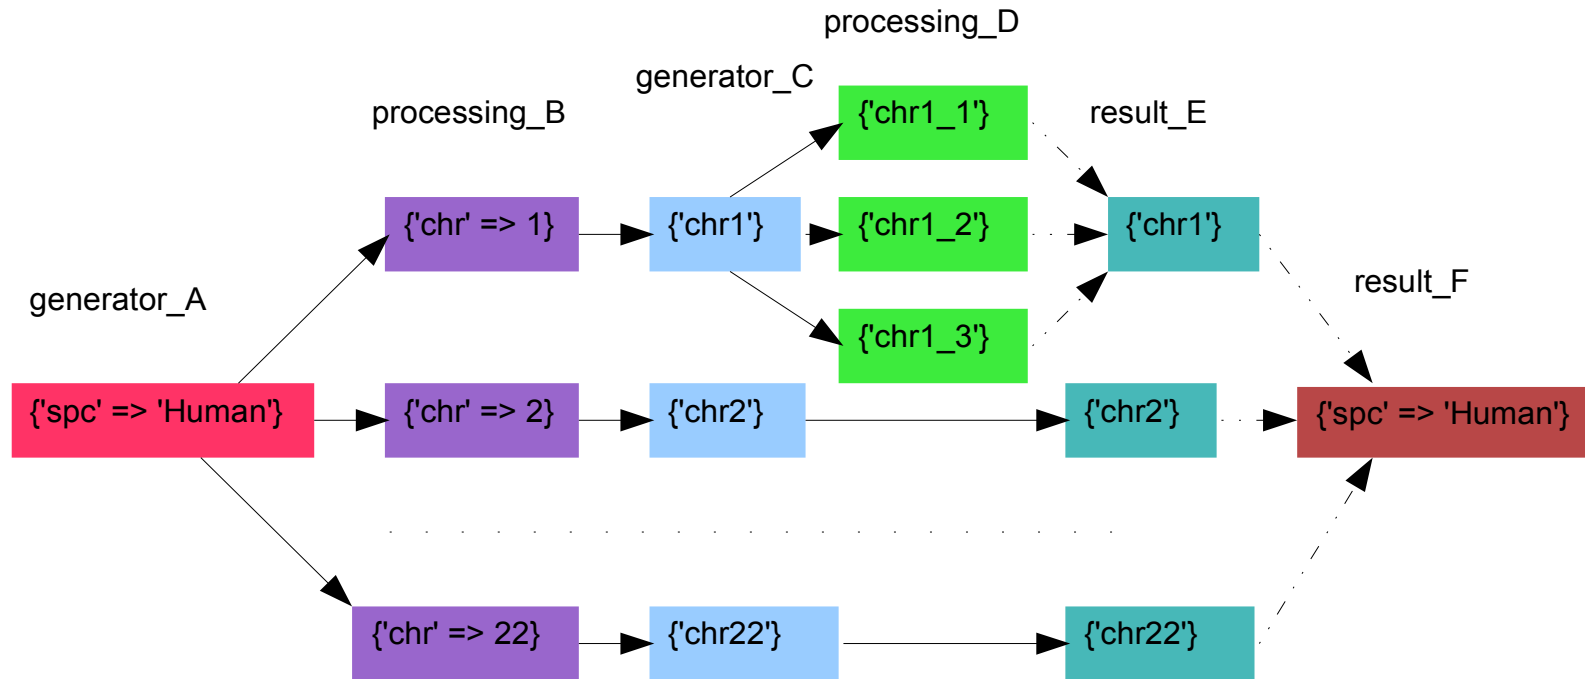 processing_D
generator_C
processing_B
{'chr1_1'}
result_E
{'chr' => 1}
{'chr1'}
{'chr1_2'}
{'chr1'}
generator_A
result_F
{'chr1_3'}
{'spc' => 'Human'}
{'chr' => 2}
{'chr2'}
{'chr2'}
{'spc' => 'Human'}
{'chr' => 22}
{'chr22'}
{'chr22'}